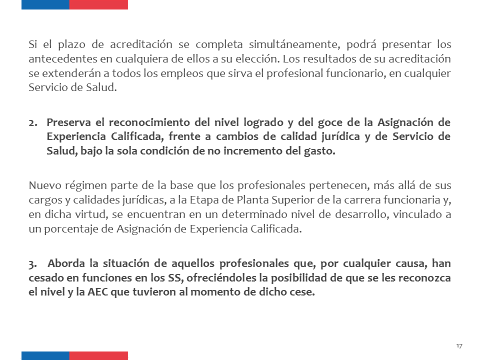 Si el plazo de acreditación se completa simultáneamente, podrá presentar los
antecedentes en cualquiera de ellos a su elección. Los resultados de su acreditación
se extenderán a todos los empleos que sirva el profesional funcionario, en cualquier
Servicio de Salud.
2. Preserva el reconocimiento del nivel logrado y del goce de la Asignación de
Experiencia Calificada, frente a cambios de calidad jurídica y de Servicio de
Salud, bajo la sola condición de no incremento del gasto.
Nuevo régimen parte de la base que los profesionales pertenecen, más allá de sus
cargos y calidades jurídicas, a la Etapa de Planta Superior de la carrera funcionaria y,
en dicha virtud, se encuentran en un determinado nivel de desarrollo, vinculado a
un porcentaje de Asignación de Experiencia Calificada.
3. Aborda la situación de aquellos profesionales que, por cualquier causa, han
cesado en funciones en los SS, ofreciéndoles la posibilidad de que se les reconozca
el nivel y la AEC que tuvieron al momento de dicho cese.
17